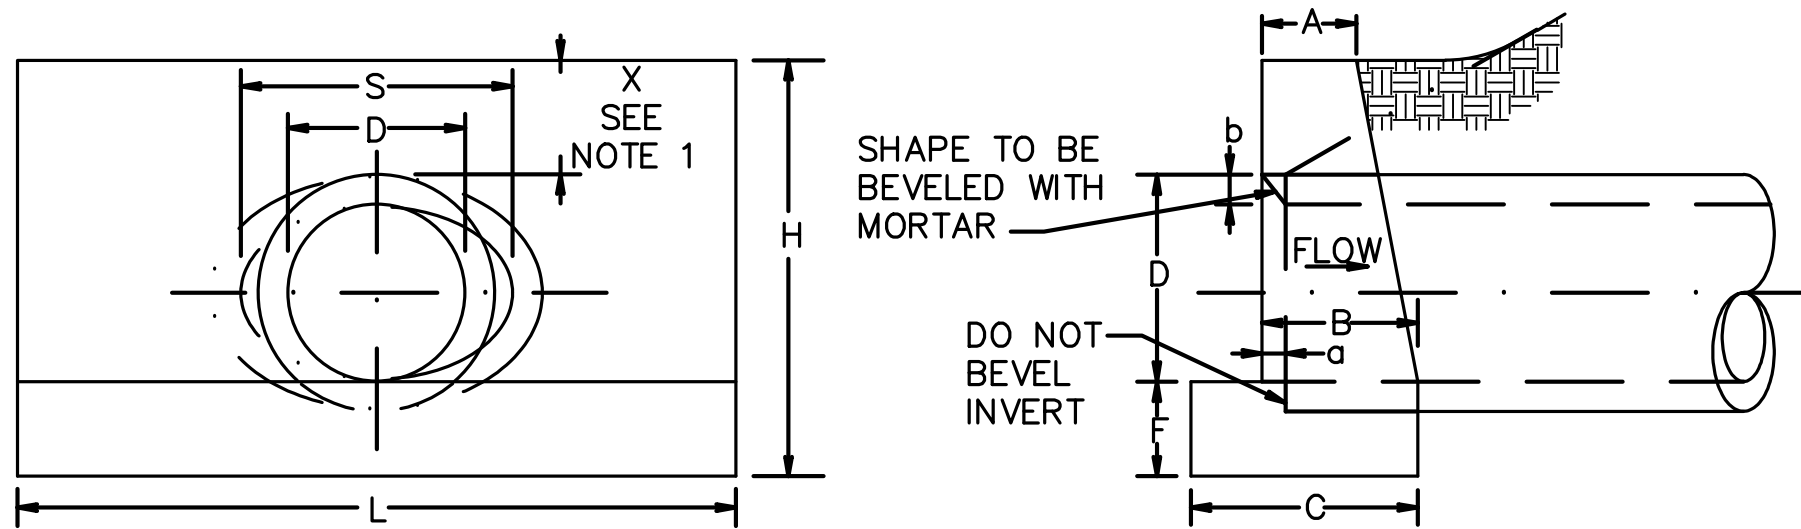 S
D
X
SEE
NOTE 1
H
L
A
b
SHAPE TO BE
BEVELED WITH
MORTAR
FLOW
D
B
a
DO NOT
BEVEL
INVERT
F
C